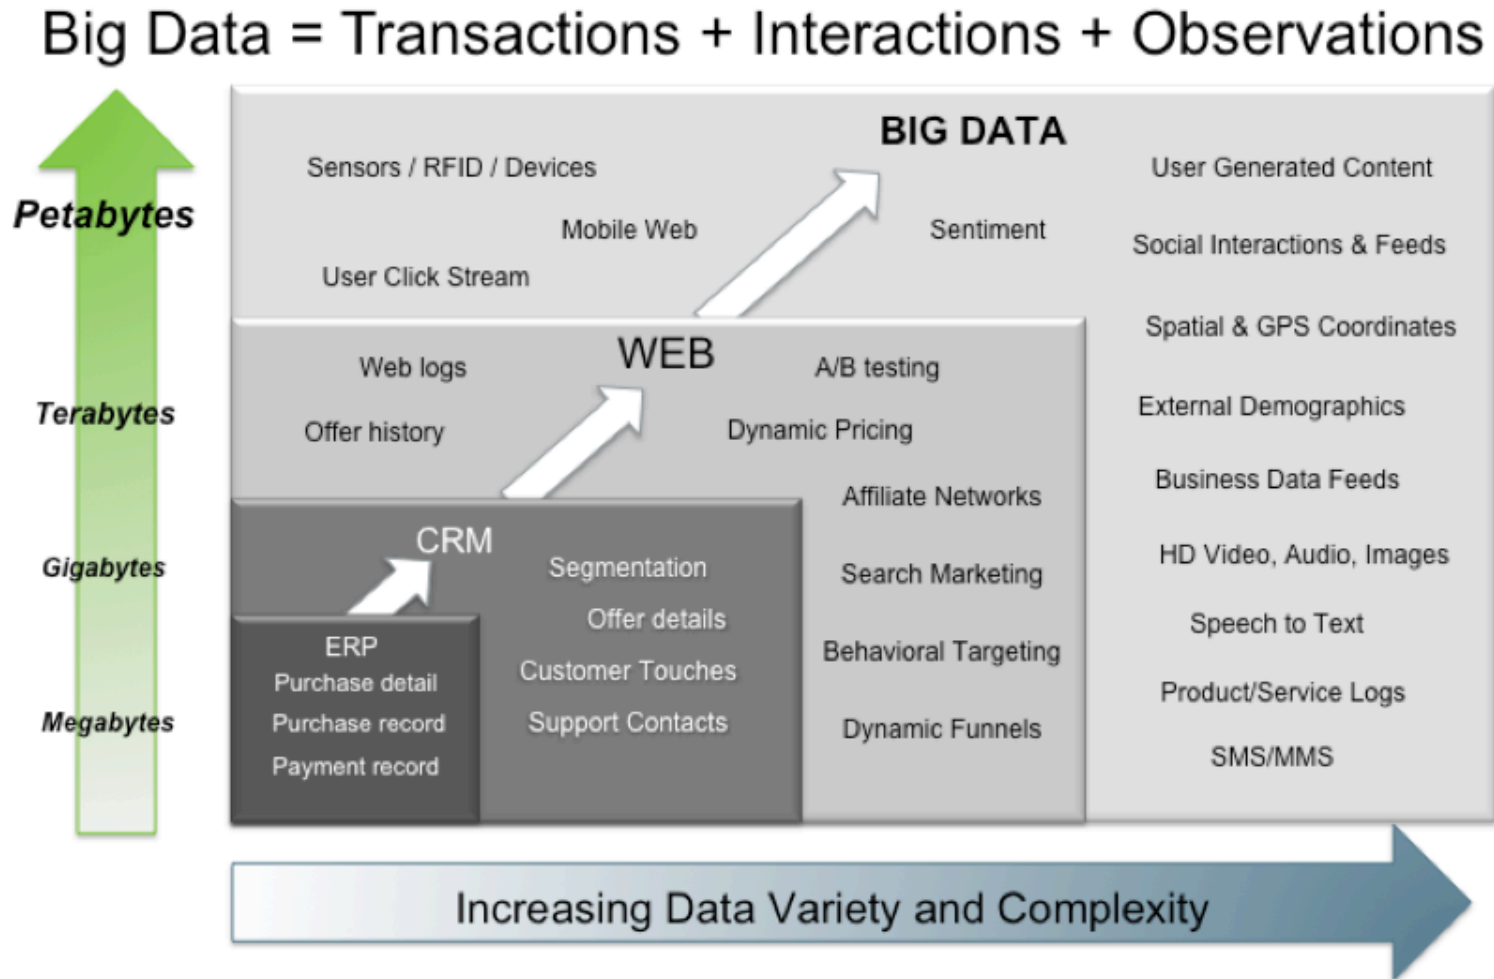 Big Data = Transactions + Interactions + Observations
BIG DATA
Sensors / RFID / Devices
User Generated Content
Petabytes
Mobile Web
Sentiment
Social Interactions & Feeds
User Click Stream
Spatial & GPS Coordinates
WEB
Web logs
A/B testing
Terabytes
External Demographics
Offer history
Dynamic Pricing
Business Data Feeds
Affiliate Networks
CRM
Gigabytes
Segmentation
Search Marketing
HD Video, Audio, Images
Offer details
Speech to Text
ERP
Purchase detail
Customer Touches
Behavioral Targeting
Product/Service Logs
Megabytes
Purchase record
Support Contacts
Dynamic Funnels
Payment record
SMS/MMS
Increasing Data Variety and Complexity